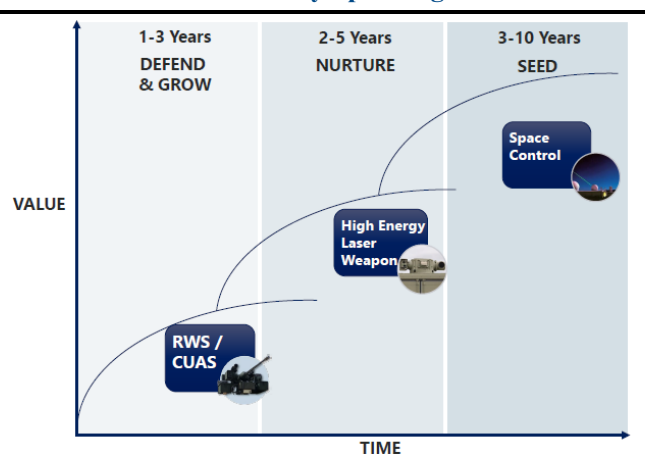 1-3 Years
DEFEND
& GROW
2-5 Years
NURTURE
3-10 Years
SEED
Space
Control
VALUE
High Energy
Laser
Weapon
RWS /
CUAS
TIME